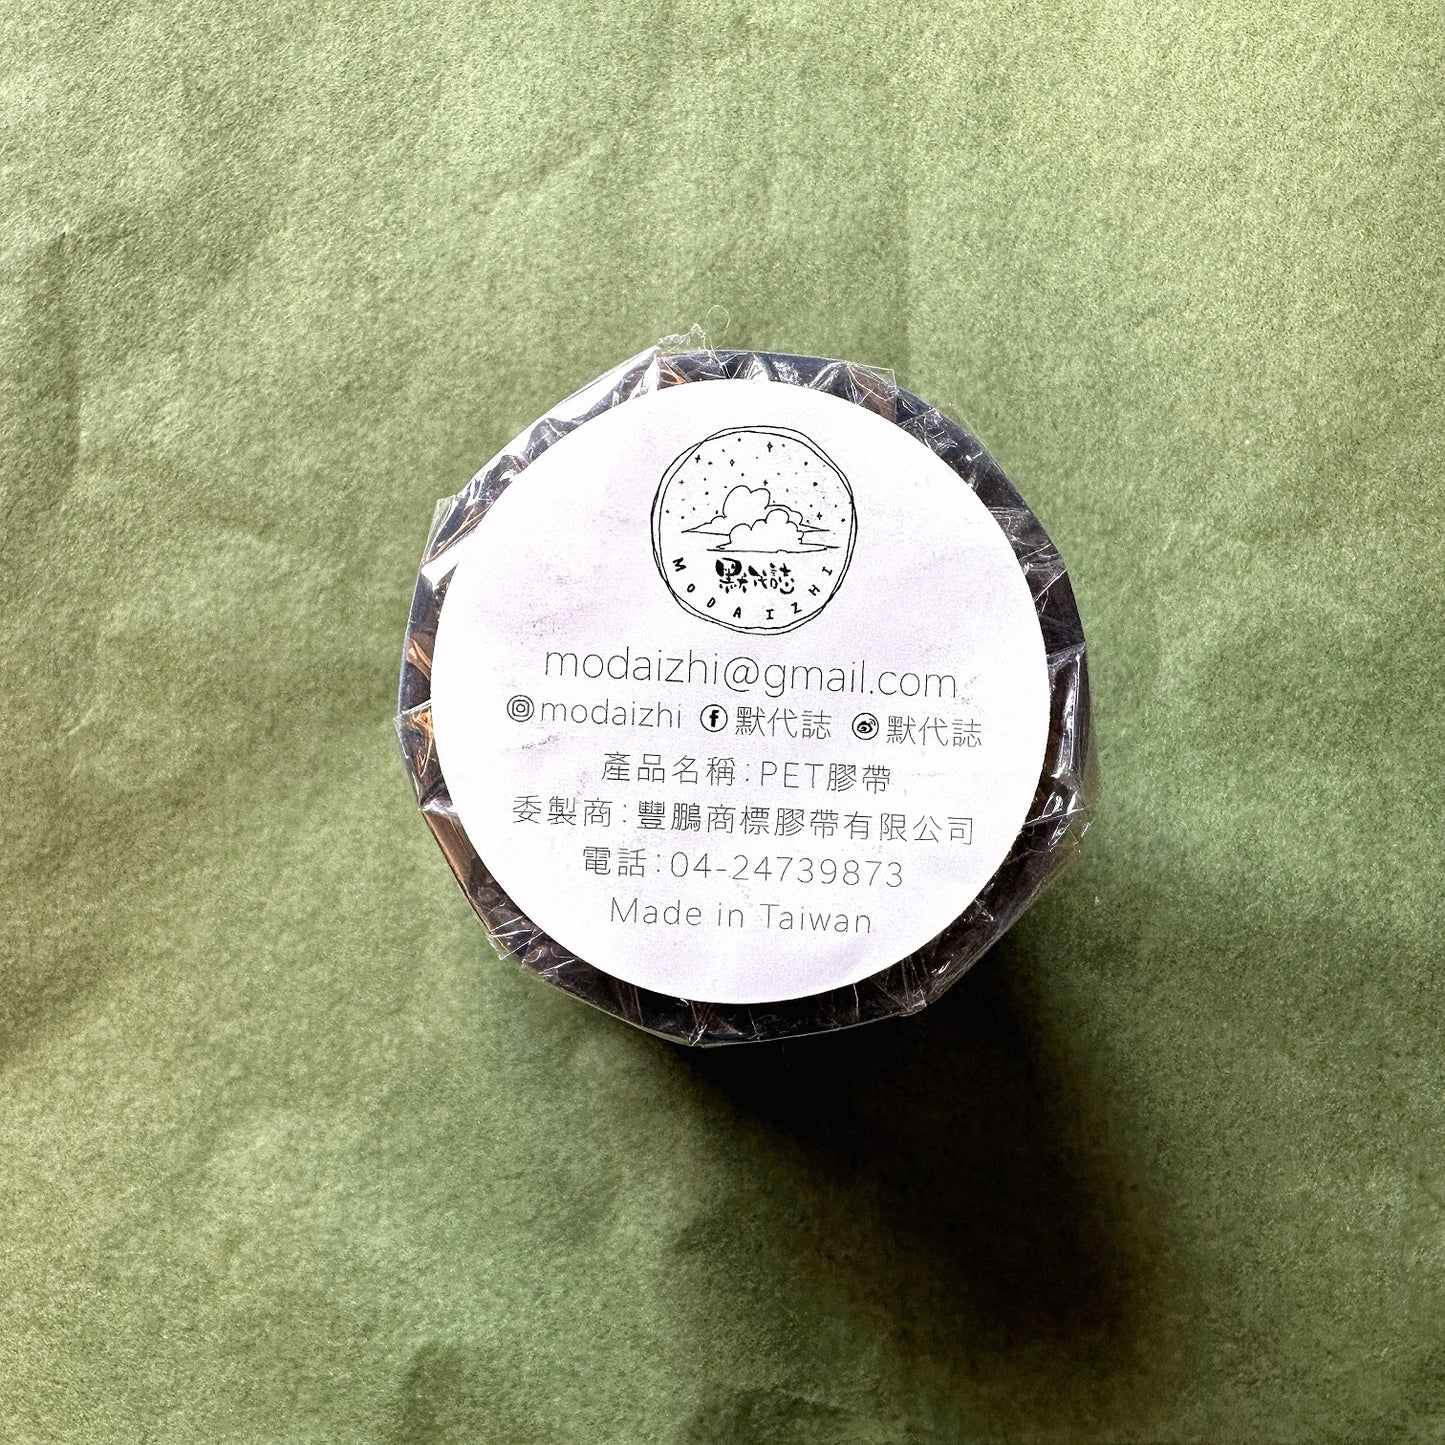 默代誌
MODAIZHI
modaizhi@gmail.com
modaizhi 默代誌 默代誌
產品名稱:PET膠帶
委製商:豐鵬商標膠帶有限公司
電話:04-24739873
Made in Taiwan